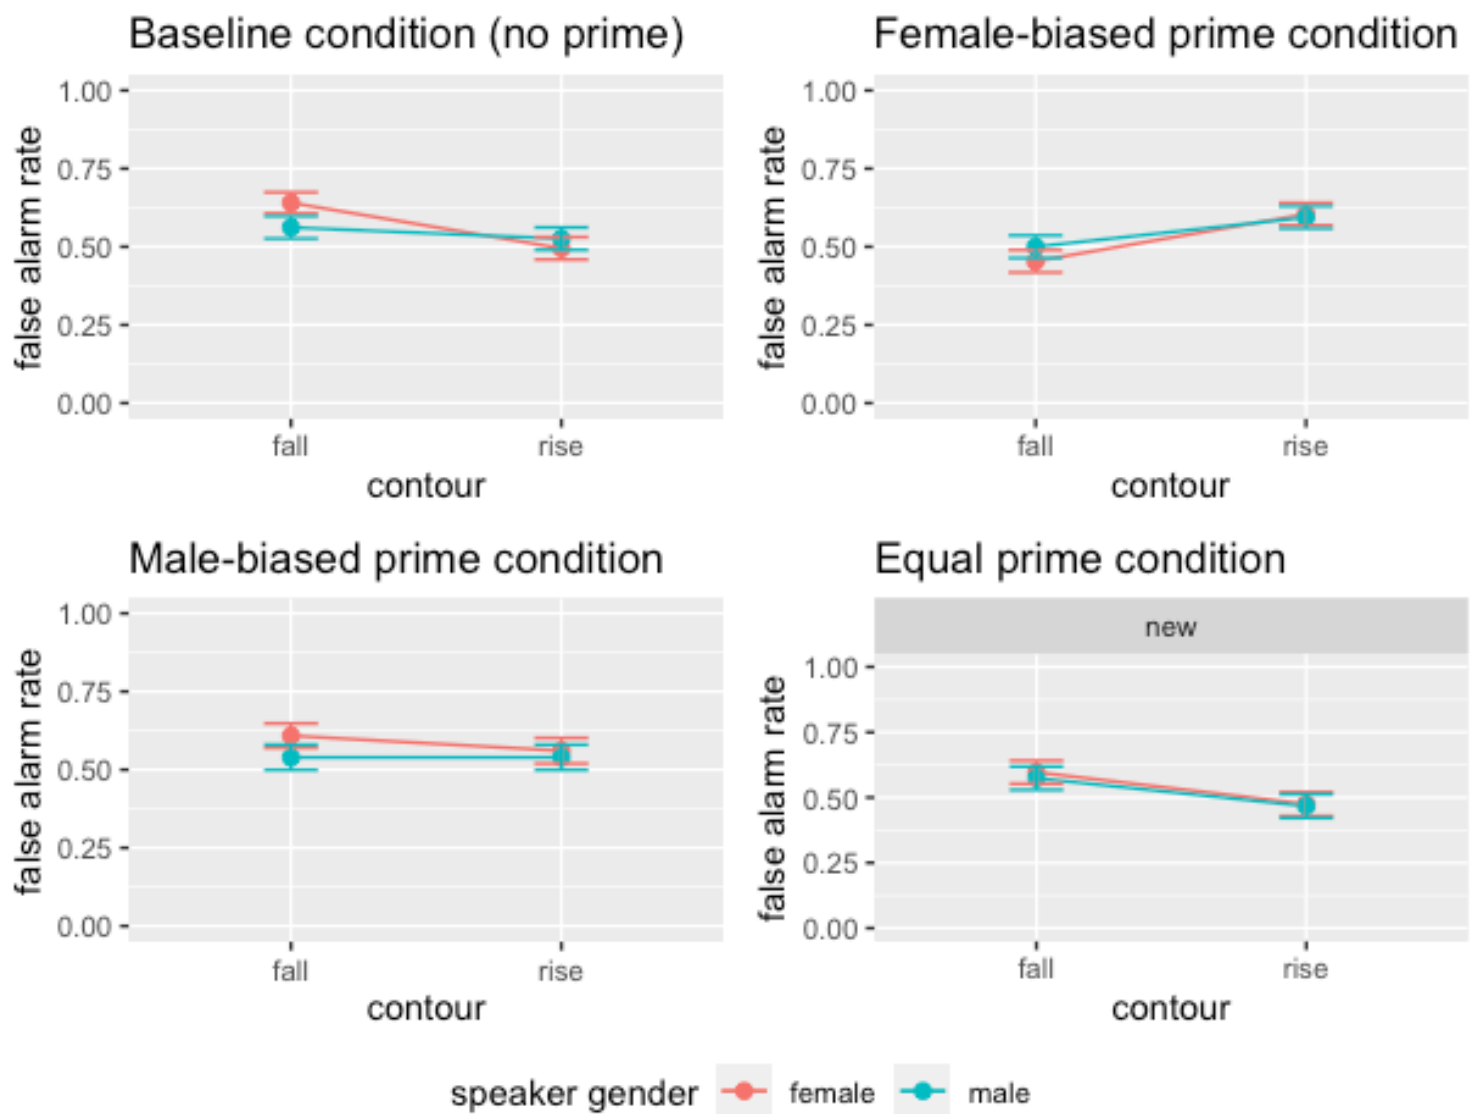 Baseline condition (no prime)
1.00
0.75
0.50
0.25
0.00
false alarm rate
fall rise
contour
Female-biased prime condition
1.00
0.75
0.50
0.25
0.00
false alarm rate
fall rise
contour
Male-biased prime condition
1.00
0.75
0.50
0.25
0.00
false alarm rate
fall rise
contour
Equal prime condition
new
1.00
0.75
0.50
0.25
0.00
false alarm rate
fall rise
contour
speaker gender female male